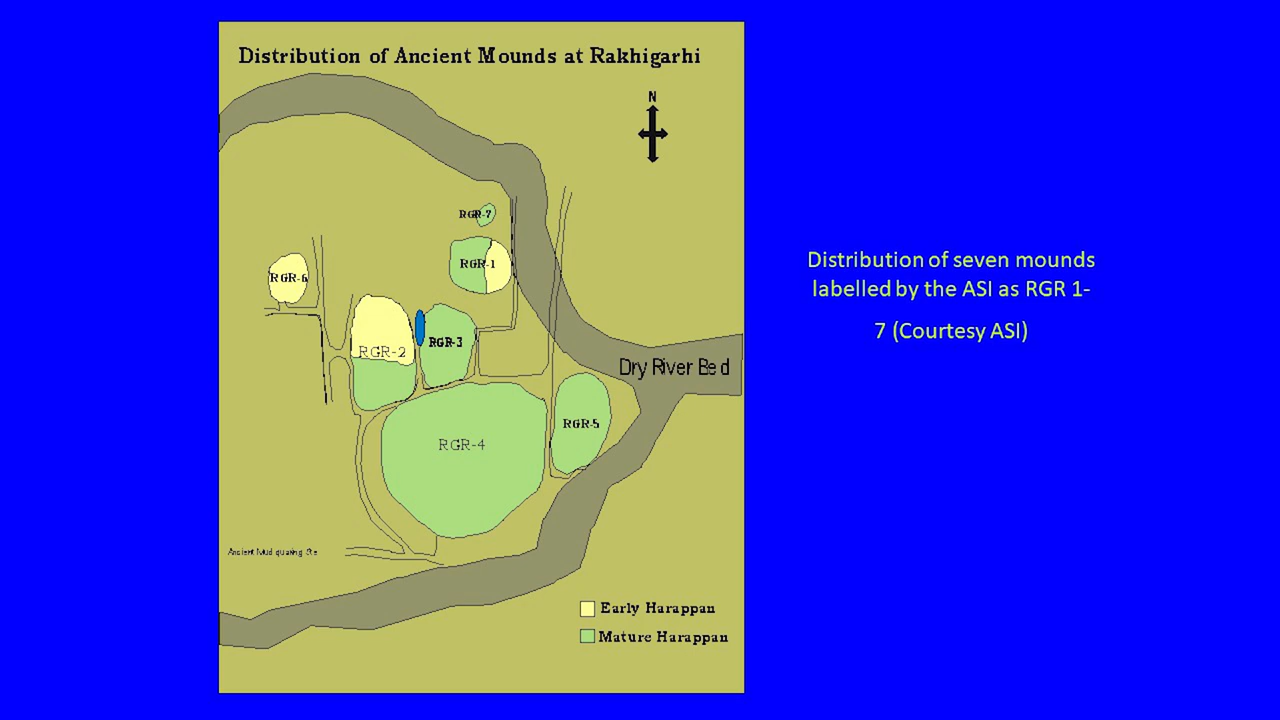 Distribution of Ancient Mounds at Rakhigarhi
N
RGR-7
RGR-1
RGR-6
RGR-2
RGR-3
Dry River Bed
RGR-5
RGR-4
Ancient Mud
Early Harappan
Mature Harappan
Distribution of seven mounds
labelled by the ASI as RGR 1-
7 (Courtesy ASI)